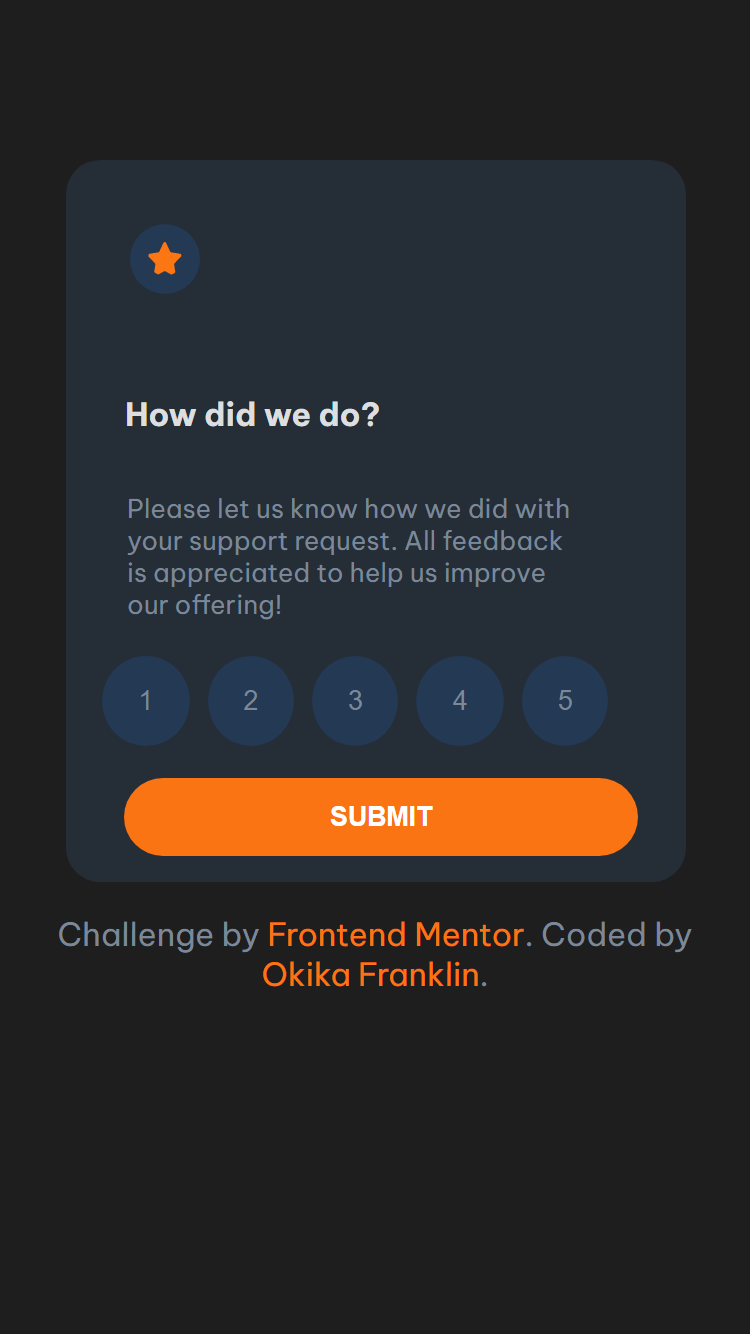 How did we do?
Please let us know how we did with
your support request. All feedback
is appreciated to help us improve
our offering!
1 2 3 4 5
SUBMIT
Challenge by Frontend Mentor. Coded by
Okika Franklin.